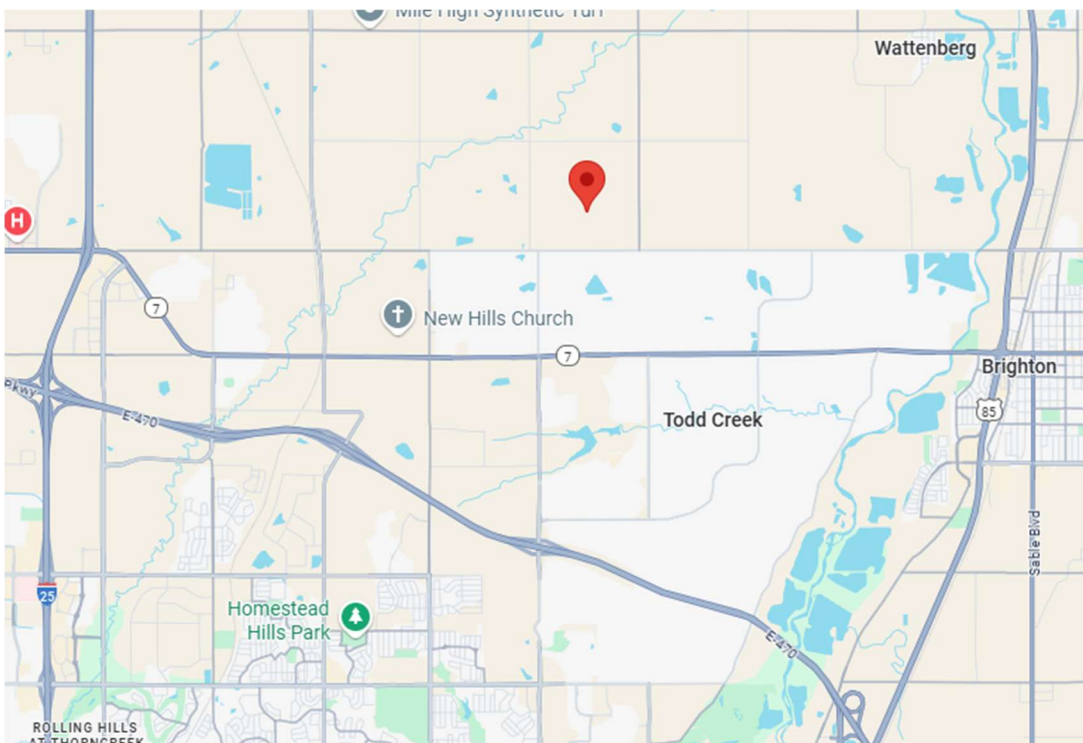 Mile High Synthetic Turf
Wattenberg
H
7
New Hills Church
7
Brighton
Pkwy
E-470
Todd Creek
85
Sable Blvd
25
Homestead
Hills Park
E-470
ROLLING HILLS
AT THORNCREEK